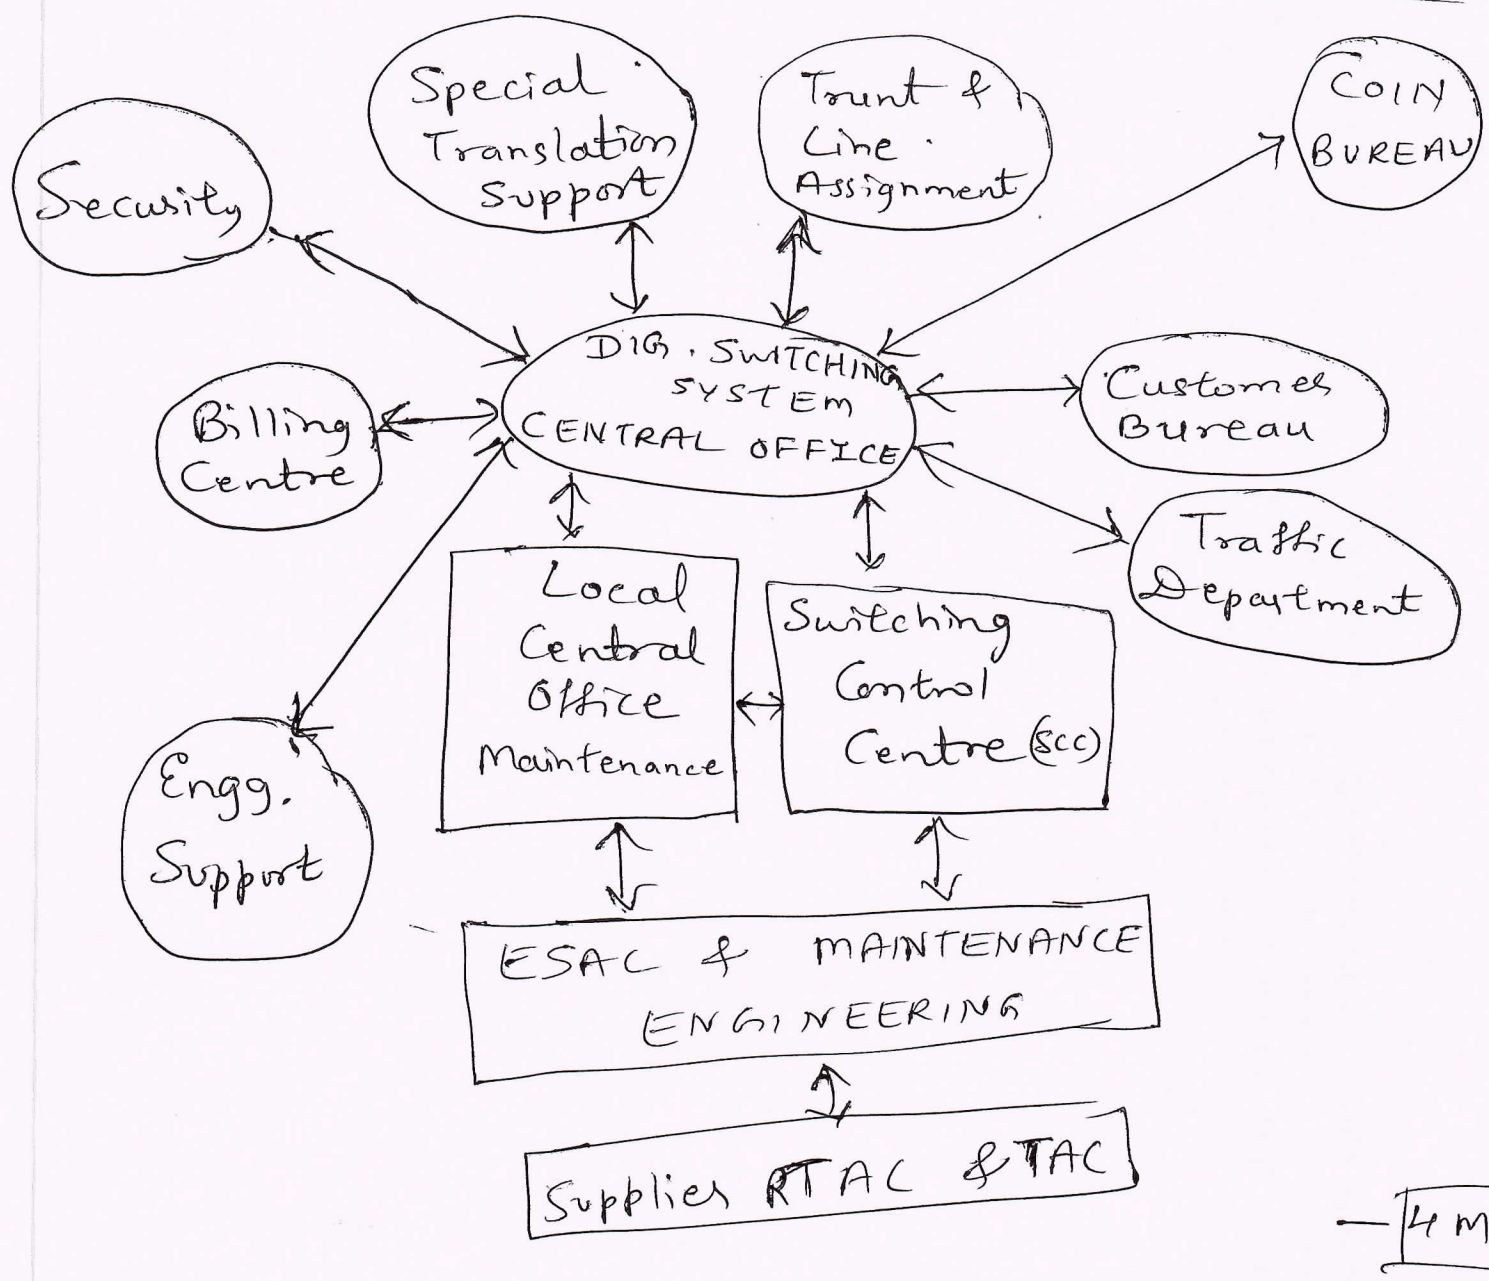 Special
Translation
Support
Trunt &
Line
Assignment
COIN
BUREAU
Security
DIG. SWITCHING
SYSTEM
CENTRAL OFFICE
Customer
Bureau
Billing
Centre
Traffic
Department
Local
Central
Office
Maintenance
Switching
Control
Centre (SCC)
Engg.
Support
ESAC & MAINTENANCE
ENGINEERING
Supplies RTAC & TAC
— 4 M